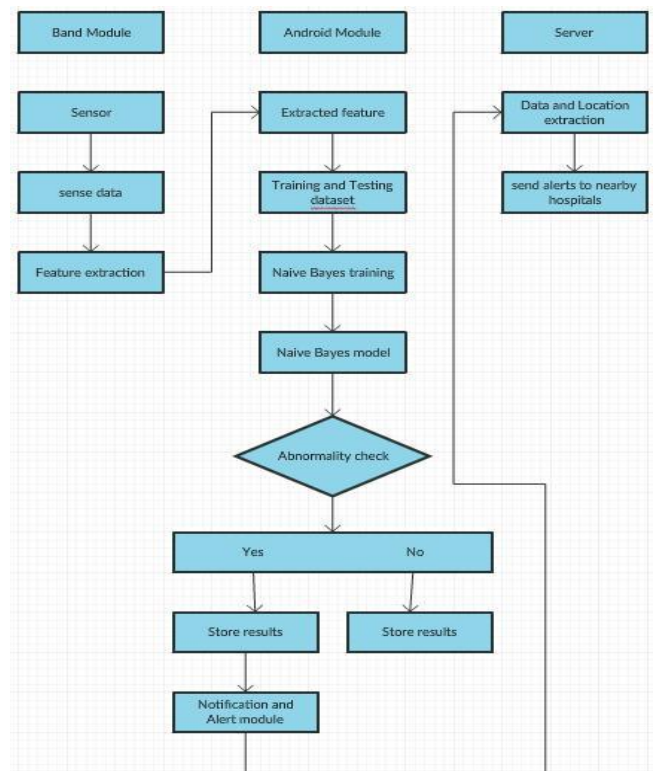 Band Module
Android Module
Server
Sensor
Extracted feature
Data and Location
extraction
sense data
Training and Testing
dataset
send alerts to nearby
hospitals
Feature extraction
Naive Bayes training
Naive Bayes model
Abnormality check
Yes
No
Store results
Store results
Notification and
Alert module